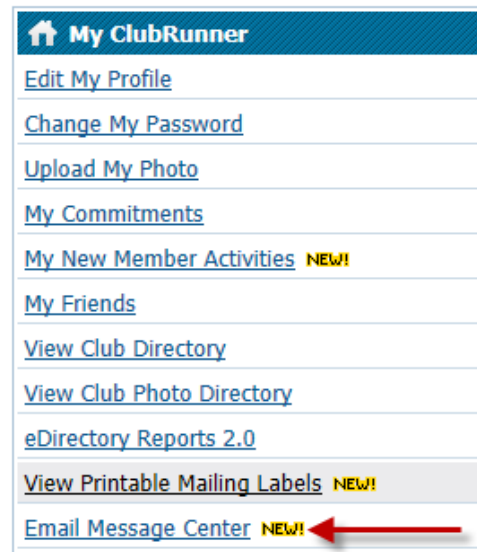 My ClubRunner
Edit My Profile
Change My Password
Upload My Photo
My Commitments
My New Member Activities NEW!
My Friends
View Club Directory
View Club Photo Directory
eDirectory Reports 2.0
View Printable Mailing Labels NEW!
Email Message Center NEW!